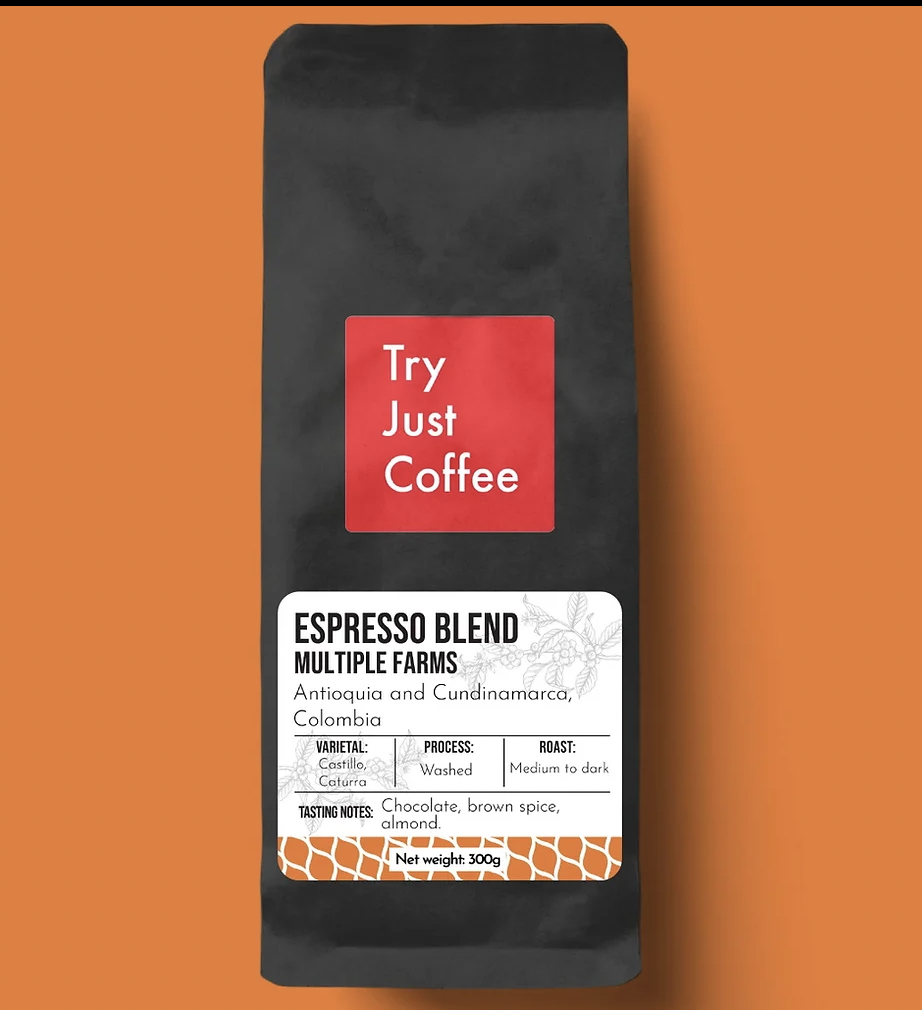 Try
Just
Coffee
ESPRESSO BLEND
MULTIPLE FARMS
Antioquia and Cundinamarca,
Colombia
VARIETAL:
Castillo,
Caturra
PROCESS:
Washed
ROAST:
Medium to dark
TASTING NOTES:
Chocolate, brown spice,
almond.
Net weight: 300g